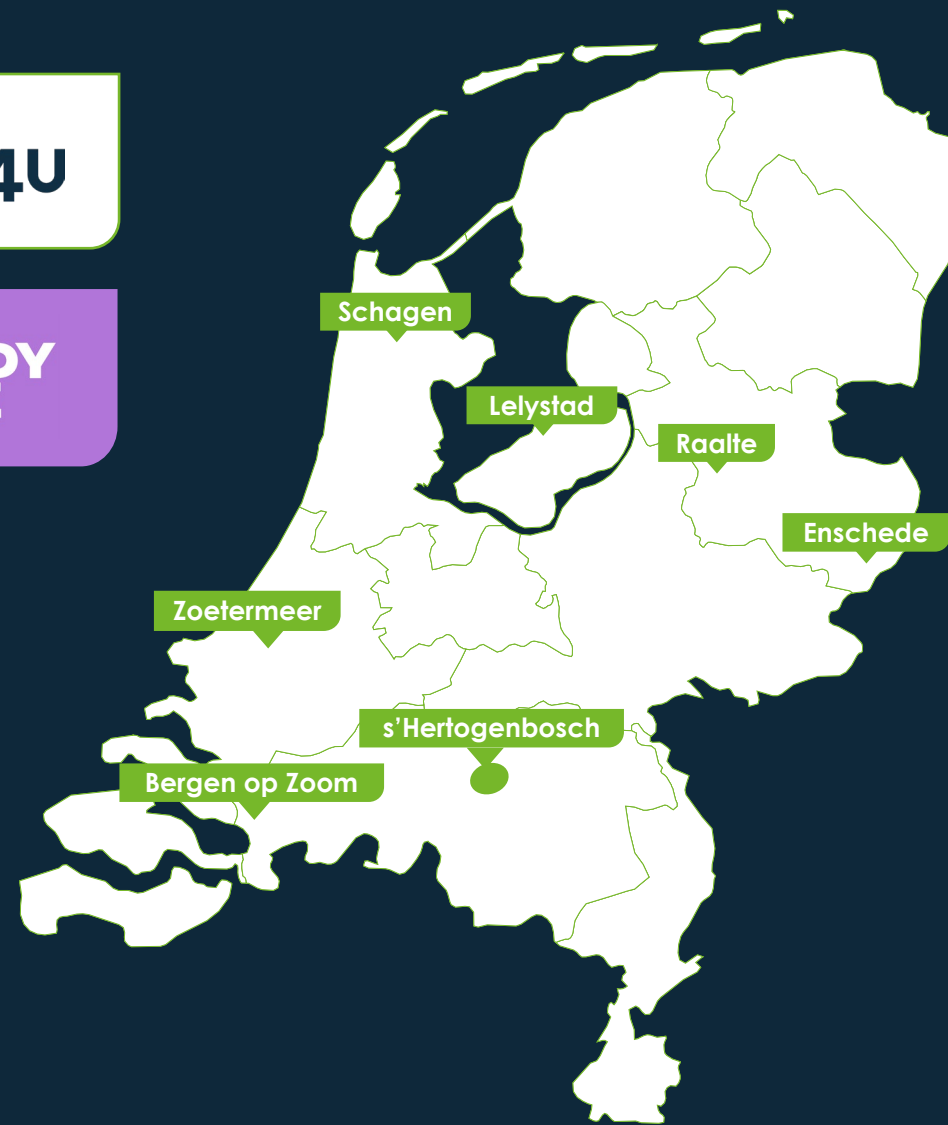 4U
Schagen
Lelystad
Raalte
Enschede
Zoetermeer
s’Hertogenbosch
Bergen op Zoom